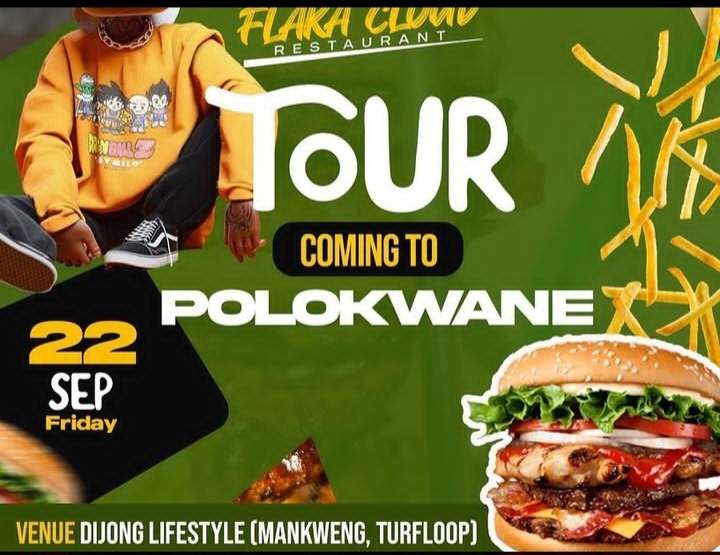 FLAKA CLOUD
RESTAURANT
TOUR
COMING TO
POLOKWANE
22
SEP
Friday
VENUE DIJONG LIFESTYLE (MANKWENG, TURFLOOP)